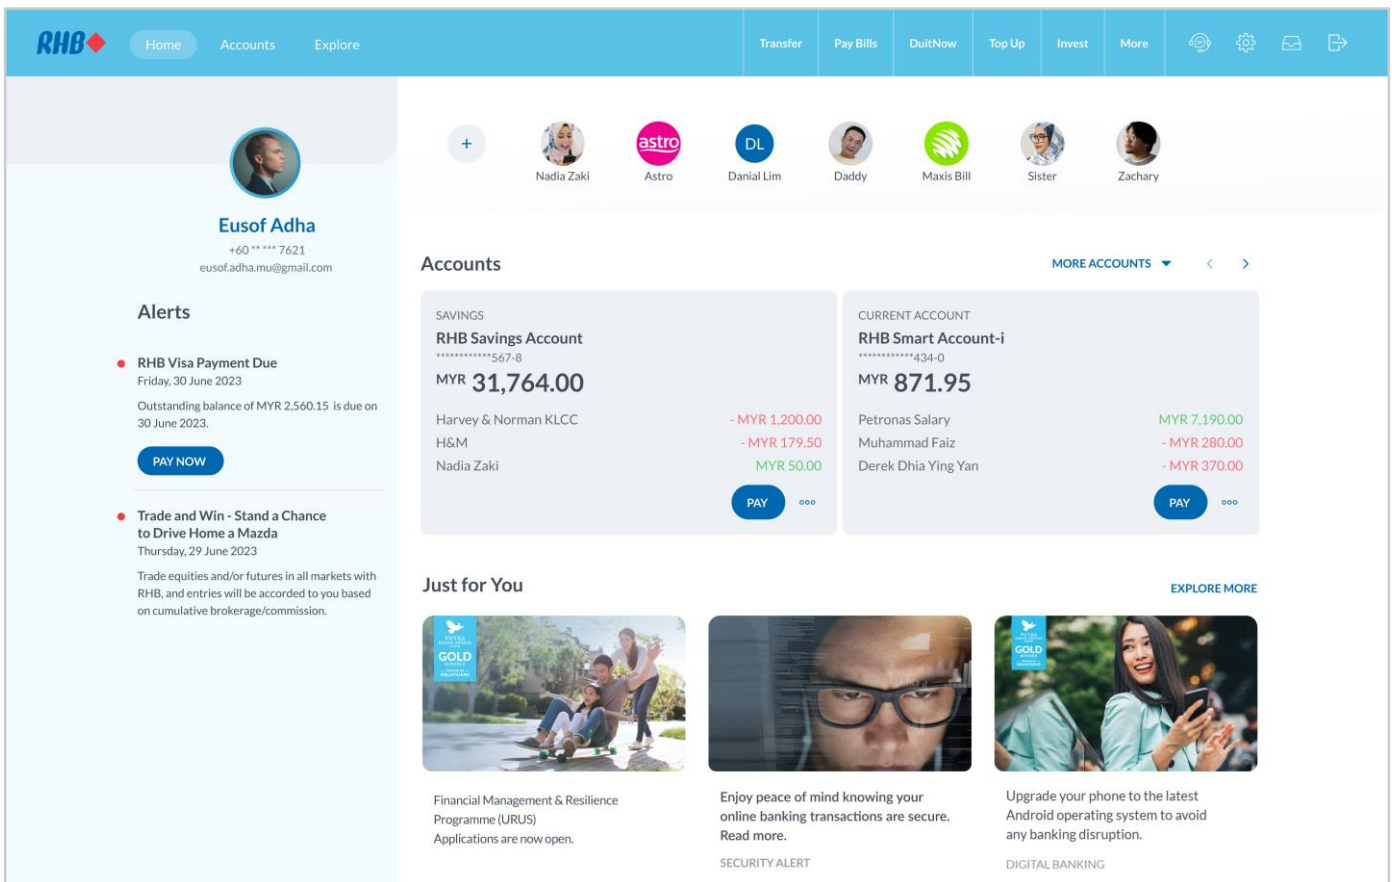 RHB
Home
Accounts
Explore
Transfer
Pay Bills
DuitNow
Top Up
Invest
More
Eusof Adha
+60 ** *** 7621
eusof.adha.mu@gmail.com
Alerts
RHB Visa Payment Due
Friday, 30 June 2023
Outstanding balance of MYR 2,560.15 is due on
30 June 2023.
PAY NOW
Trade and Win - Stand a Chance
to Drive Home a Mazda
Thursday, 29 June 2023
Trade equities and/or futures in all markets with
RHB, and entries will be accorded to you based
on cumulative brokerage/commission.
+
Nadia Zaki
astro
Astro
DL
Danial Lim
Daddy
Maxis Bill
Sister
Zachary
Accounts
MORE ACCOUNTS
SAVINGS
RHB Savings Account
************567-8
MYR 31,764.00
Harvey & Norman KLCC - MYR 1,200.00
H&M - MYR 179.50
Nadia Zaki MYR 50.00
PAY
CURRENT ACCOUNT
RHB Smart Account-i
************434-0
MYR 871.95
Petronas Salary MYR 7,190.00
Muhammad Faiz - MYR 280.00
Derek Dhia Ying Yan - MYR 370.00
PAY
Just for You
EXPLORE MORE
PUTRA
GOLD
Financial Management & Resilience
Programme (URUS)
Applications are now open.
Enjoy peace of mind knowing your
online banking transactions are secure.
Read more.
SECURITY ALERT
GOLD
Upgrade your phone to the latest
Android operating system to avoid
any banking disruption.
DIGITAL BANKING